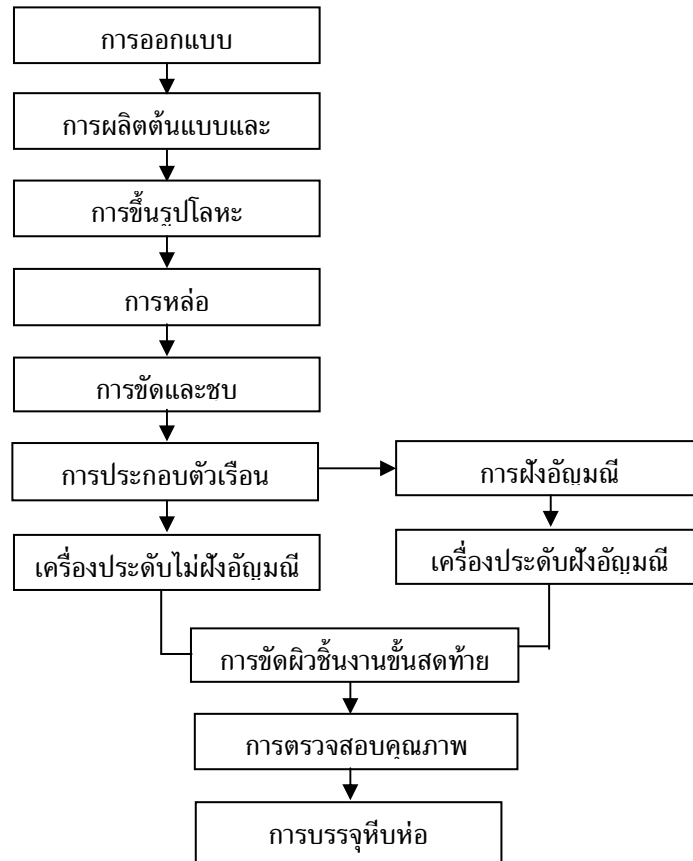 การออกแบบ
การผลิตต้นแบบและ
การขึ้นรูปโลหะ
การหล่อ
การขัดและชบ
การประกอบตัวเรือน
การฝังอัญมณี
เครื่องประดับไม่ฝังอัญมณี
เครื่องประดับฝังอัญมณี
การขัดผิวชิ้นงานขั้นสดท้าย
การตรวจสอบคุณภาพ
การบรรจุหีบห่อ